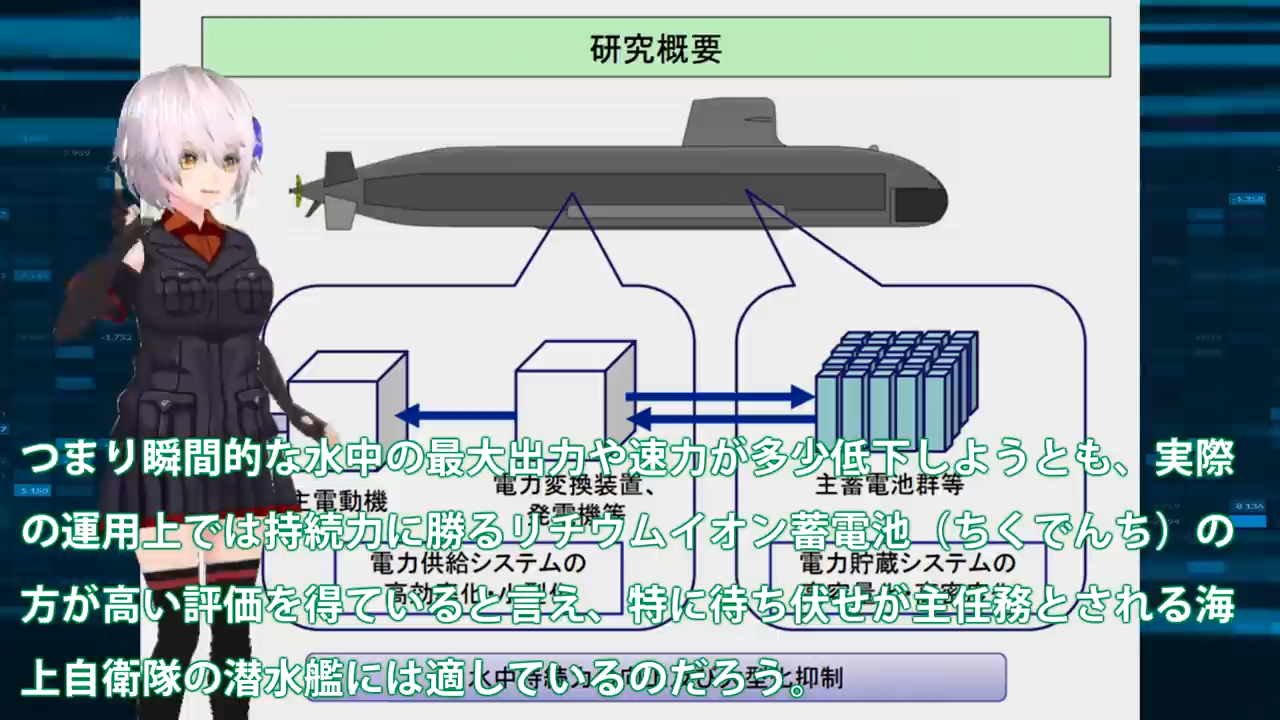 研究概要
主電動機
電力変換装置、
発電機等
主蓄電池群等
電力供給システムの
高効率化・小型化
電力貯蔵システムの
つまり瞬間的な水中の最大出力や速力が多少低下しようとも、実際
の運用上では持続力に勝るリチウムイオン蓄電池（ちくでんち）の
方が高い評価を得ていると言え、特に待ち伏せが主任務とされる海
上自衛隊の潜水艦には適しているのだろう。